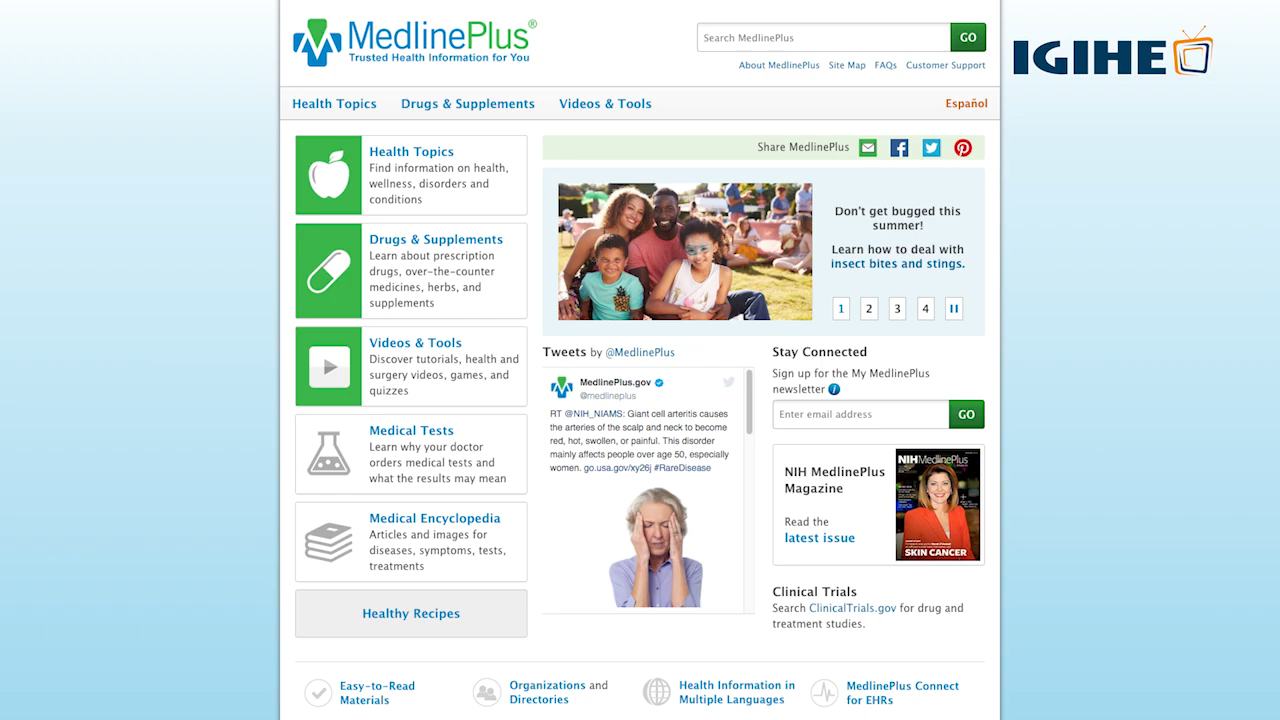 MedlinePlus®
Trusted Health Information for You
Search MedlinePlus
GO
About MedlinePlus Site Map FAQs Customer Support
IGIHE
Health Topics Drugs & Supplements Videos & Tools
Español
Health Topics
Find information on health,
wellness, disorders and
conditions
Drugs & Supplements
Learn about prescription
drugs, over-the-counter
medicines, herbs, and
supplements
Videos & Tools
Discover tutorials, health and
surgery videos, games, and
quizzes
Medical Tests
Learn why your doctor
orders medical tests and
what the results may mean
Medical Encyclopedia
Articles and images for
diseases, symptoms, tests,
treatments
Healthy Recipes
Share MedlinePlus
Don't get bugged this
summer!
Learn how to deal with
insect bites and stings.
1 2 3 4
Tweets by @MedlinePlus
MedlinePlus.gov
@medlineplus
RT @NIH_NIAMS: Giant cell arteritis causes
the arteries of the scalp and neck to become
red, hot, swollen, or painful. This disorder
mainly affects people over age 50, especially
women. go.usa.gov/xy26j #RareDisease
Stay Connected
Sign up for the My MedlinePlus
newsletter
Enter email address
GO
NIH MedlinePlus
Magazine
Read the
latest issue
NIH MedlinePlus
SKIN CANCER
Clinical Trials
Search ClinicalTrials.gov for drug and
treatment studies.
Easy-to-Read
Materials
Organizations and
Directories
Health Information in
Multiple Languages
MedlinePlus Connect
for EHRs